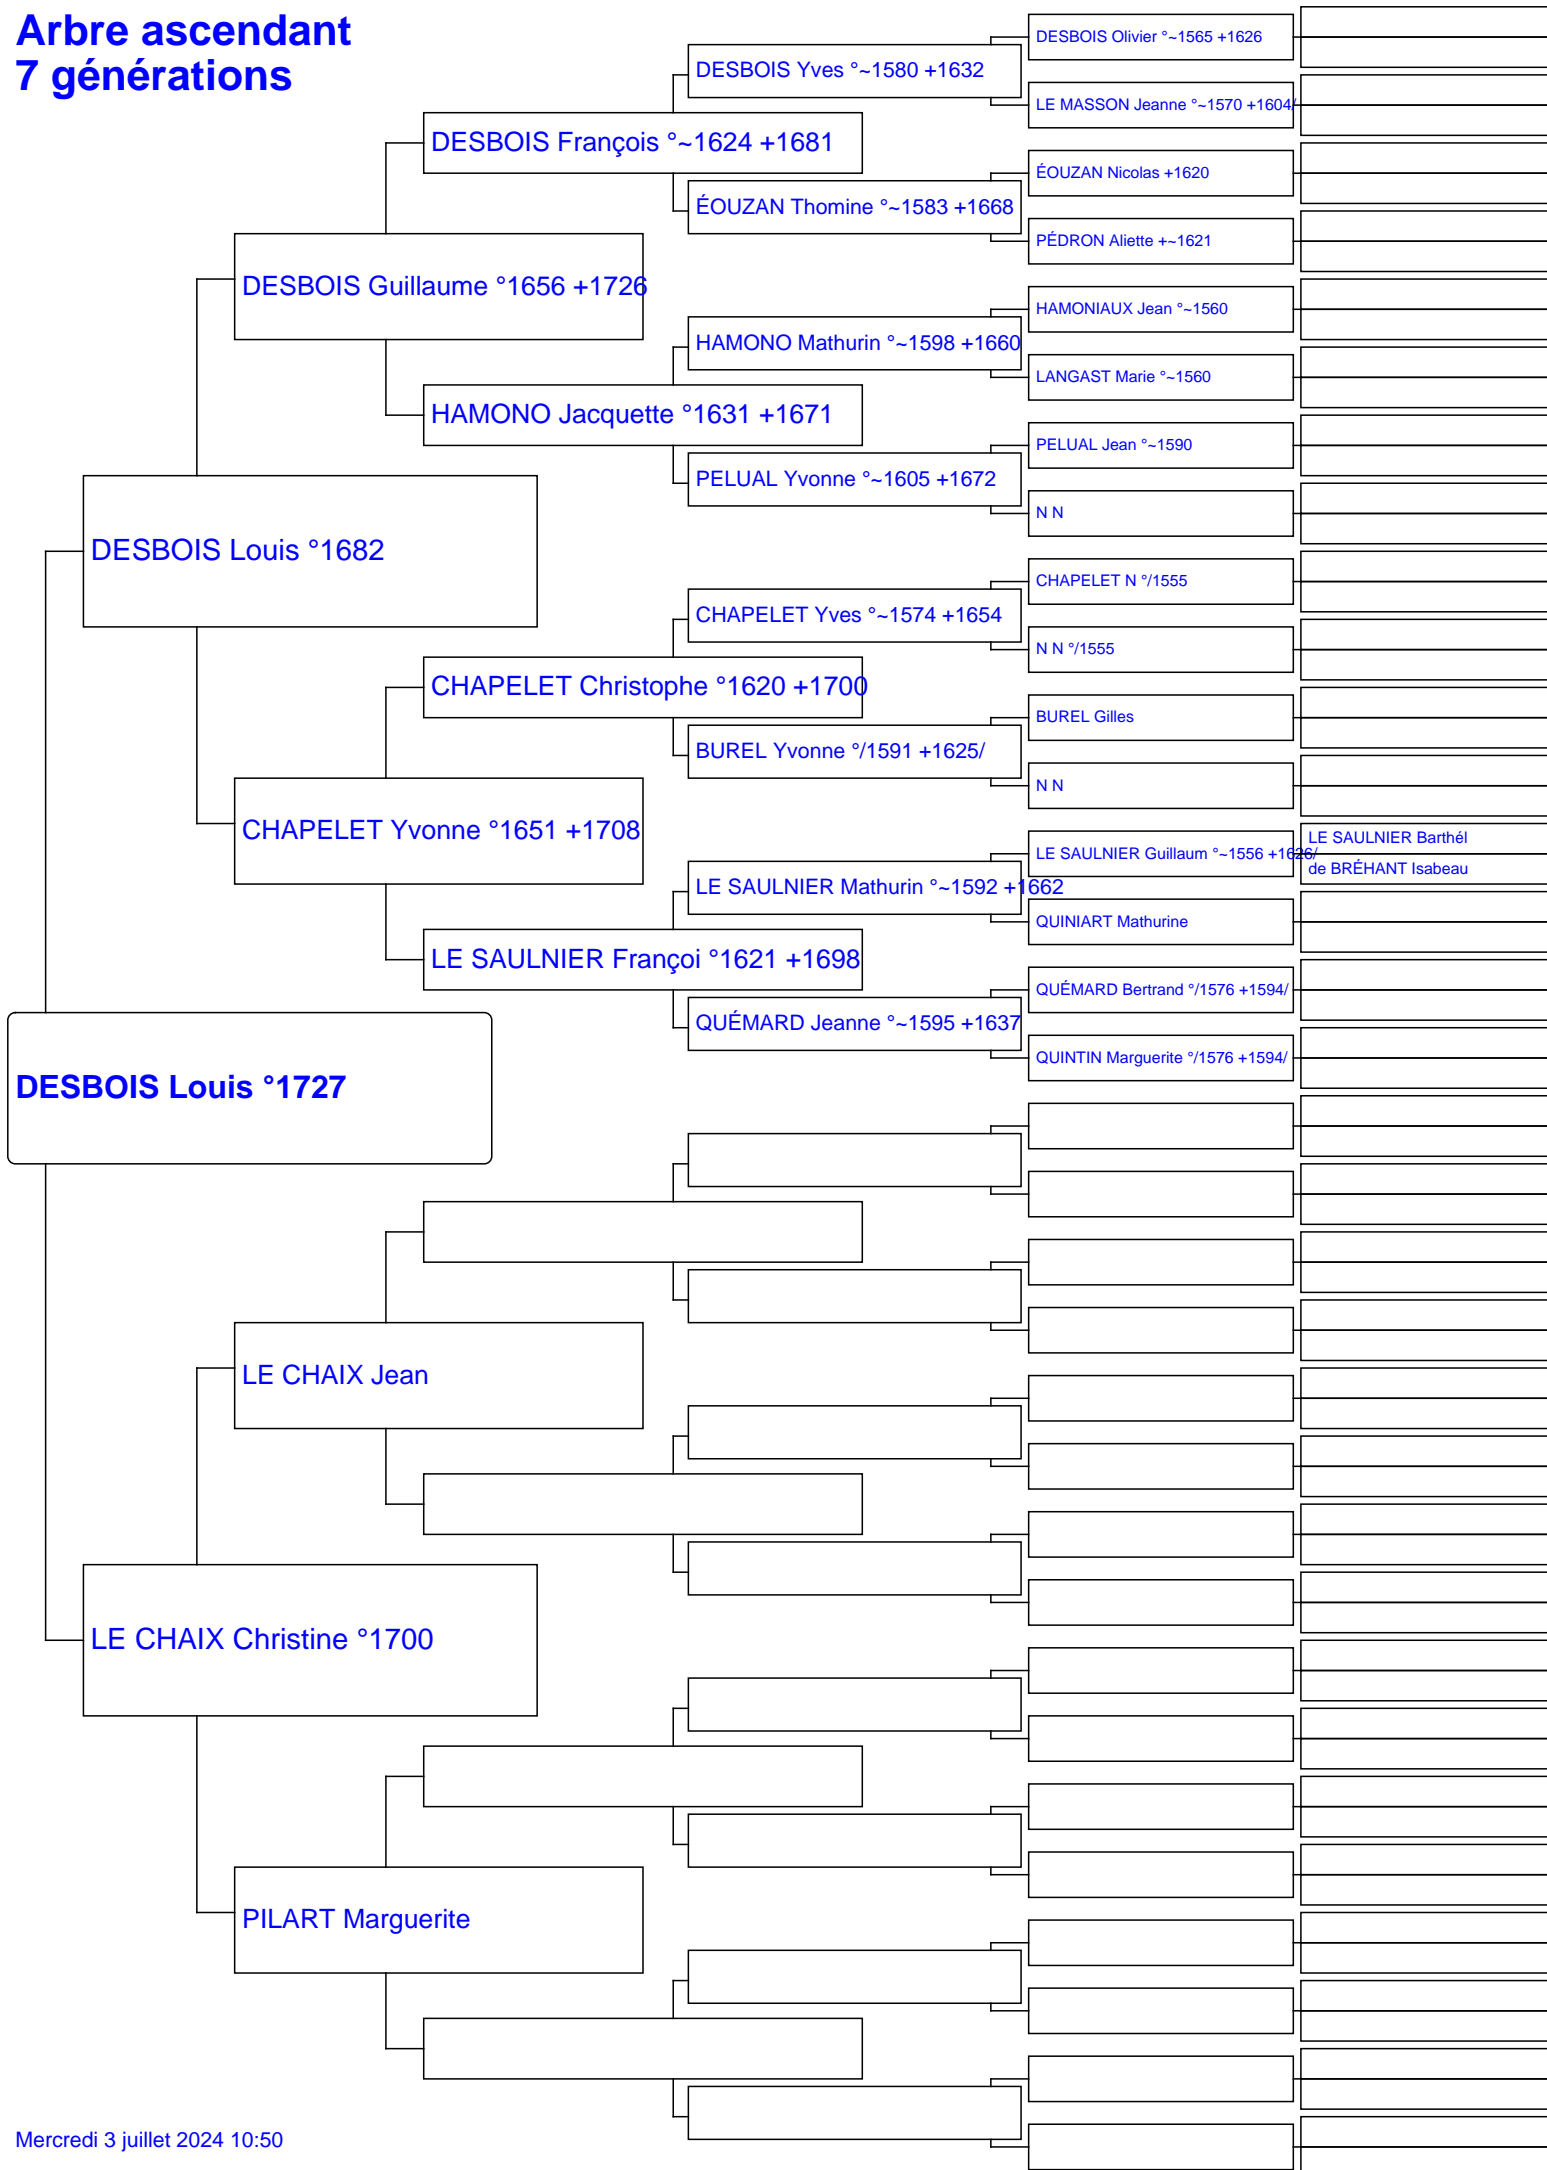 Arbre ascendant
7 générations
DESBOIS Olivier °~1565 +1626
DESBOIS Yves °~1580 +1632
LE MASSON Jeanne °~1570 +1604/
DESBOIS François °~1624 +1681
ÉOUZAN Nicolas +1620
ÉOUZAN Thomine °~1583 +1668
PÉDRON Aliette +~1621
DESBOIS Guillaume °1656 +1726
HAMONIAUX Jean °~1560
HAMONO Mathurin °~1598 +1660
LANGAST Marie °~1560
HAMONO Jacquette °1631 +1671
PELUAL Jean °~1590
PELUAL Yvonne °~1605 +1672
N N
DESBOIS Louis °1682
CHAPELET N °/1555
CHAPELET Yves °~1574 +1654
N N °/1555
CHAPELET Christophe °1620 +1700
BUREL Gilles
BUREL Yvonne °/1591 +1625/
N N
CHAPELET Yvonne °1651 +1708
LE SAULNIER Barthél
LE SAULNIER Guillaum °~1556 +1626/
de BRÉHANT Isabeau
LE SAULNIER Mathurin °~1592 +1662
QUINIART Mathurine
LE SAULNIER Françoi °1621 +1698
QUÉMARD Bertrand °/1576 +1594/
QUÉMARD Jeanne °~1595 +1637
QUINTIN Marguerite °/1576 +1594/
DESBOIS Louis °1727
LE CHAIX Jean
LE CHAIX Christine °1700
PILART Marguerite
Mercredi 3 juillet 2024 10:50